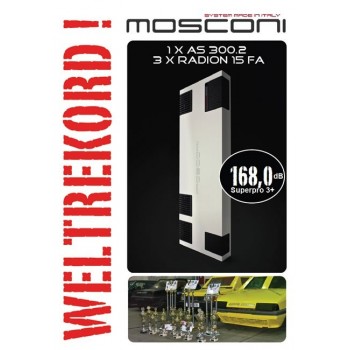 WELTREKORD !
SYSTEM MADE IN ITALY
MOSCONI
1 X AS 300.2
3 X RADION 15 FA
MOSCONI
168,0 dB
Superpro 3+